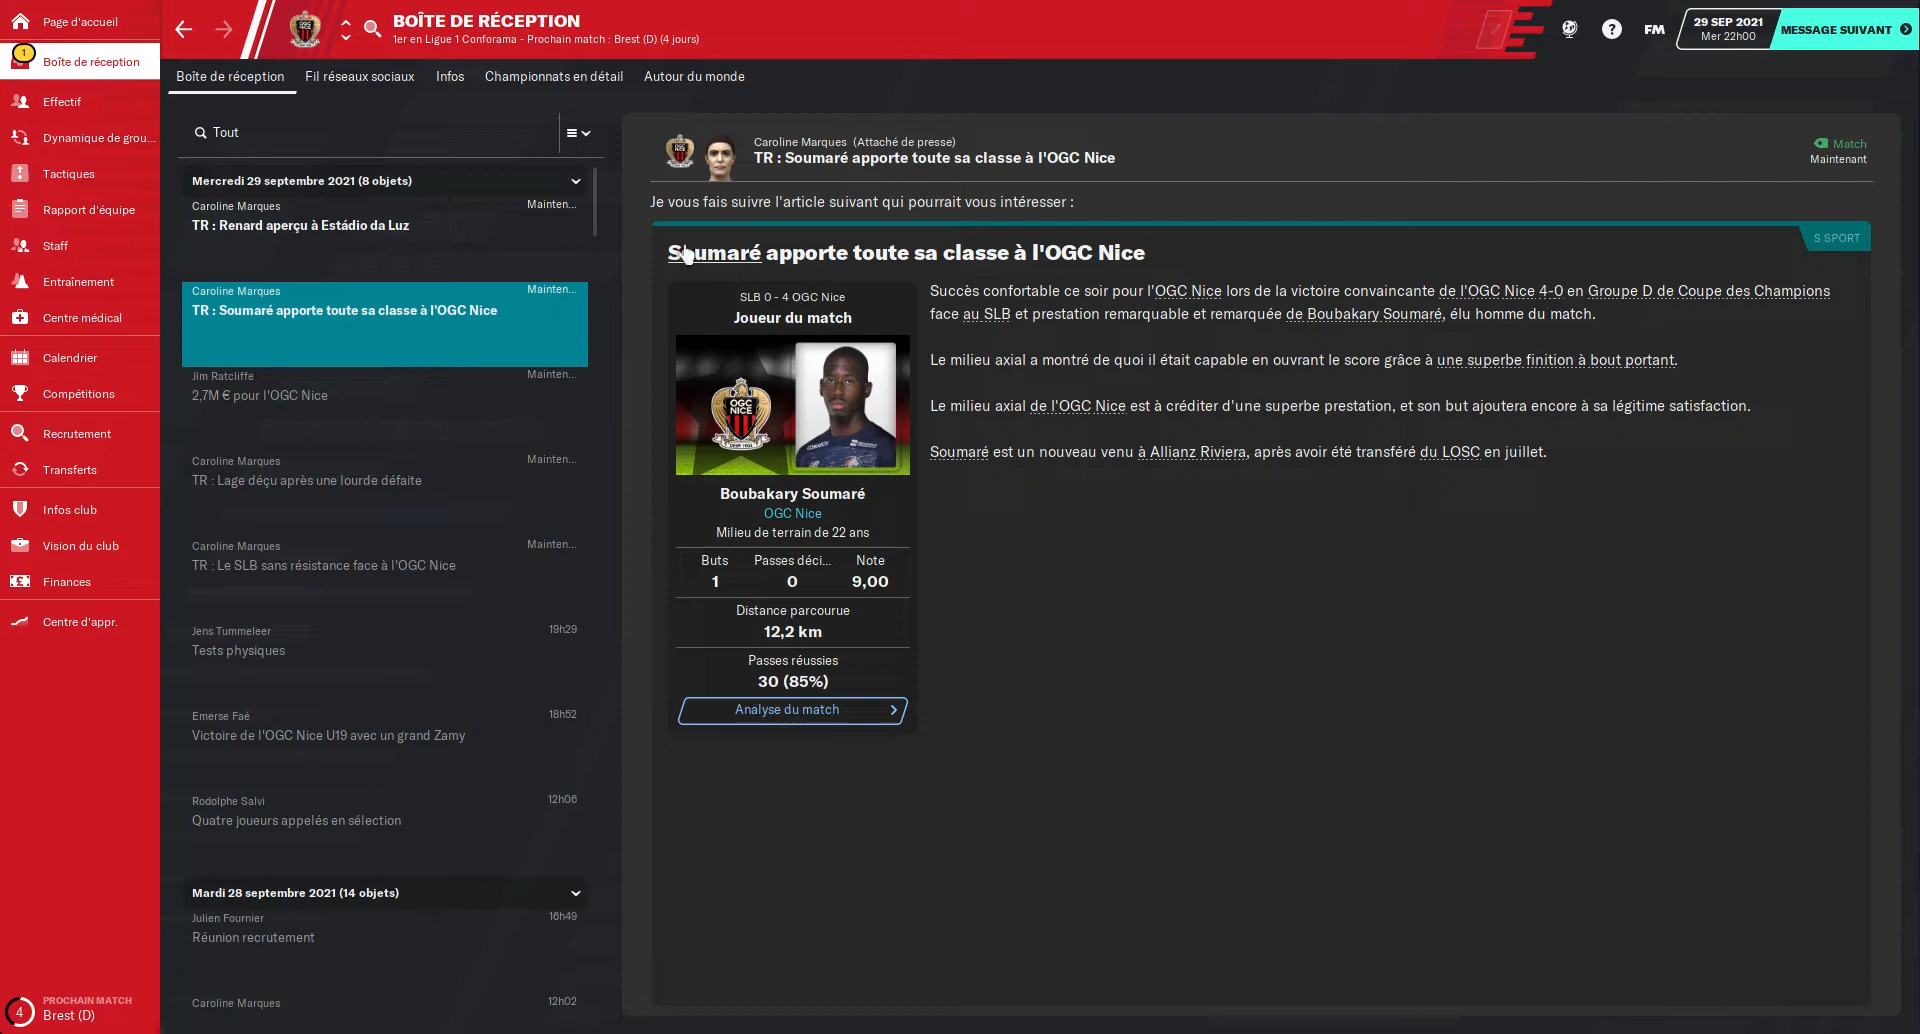 Page d'accueil
1
Boîte de réception
Effectif
Dynamique de grou...
Tactiques
Rapport d'équipe
Staff
Entraînement
Centre médical
Calendrier
Compétitions
Recrutement
Transferts
Infos club
Vision du club
Finances
Centre d'appr.
4
PROCHAIN MATCH
Brest (D)
BOÎTE DE RÉCEPTION
1er en Ligue 1 Conforama - Prochain match : Brest (D) (4 jours)
FM
29 SEP 2021
Mer 22h00
MESSAGE SUIVANT
Boîte de réception
Fil réseaux sociaux
Infos
Championnats en détail
Autour du monde
Tout
Mercredi 29 septembre 2021 (8 objets)
Caroline Marques
Mainten...
TR : Renard aperçu à Estádio da Luz
Caroline Marques
Mainten...
TR : Soumaré apporte toute sa classe à l'OGC Nice
Jim Ratcliffe
Mainten...
2,7M € pour l'OGC Nice
Caroline Marques
Mainten...
TR : Lage déçu après une lourde défaite
Caroline Marques
Mainten...
TR : Le SLB sans résistance face à l'OGC Nice
Jens Tummeleer
19h29
Tests physiques
Emerse Faé
18h52
Victoire de l'OGC Nice U19 avec un grand Zamy
Rodolphe Salvi
12h06
Quatre joueurs appelés en sélection
Mardi 28 septembre 2021 (14 objets)
Julien Fournier
16h49
Réunion recrutement
Caroline Marques
12h02
Caroline Marques (Attaché de presse)
TR : Soumaré apporte toute sa classe à l'OGC Nice
Match
Maintenant
Je vous fais suivre l'article suivant qui pourrait vous intéresser :
Soumaré apporte toute sa classe à l'OGC Nice
S SPORT
SLB 0 - 4 OGC Nice
Joueur du match
OGC
NICE
Boubakary Soumaré
OGC Nice
Milieu de terrain de 22 ans
Buts
Passes déci...
Note
1
0
9,00
Distance parcourue
12,2 km
Passes réussies
30 (85%)
Analyse du match
Succès confortable ce soir pour l'OGC Nice lors de la victoire convaincante de l'OGC Nice 4-0 en Groupe D de Coupe des Champions
face au SLB et prestation remarquable et remarquée de Boubakary Soumaré, élu homme du match.
Le milieu axial a montré de quoi il était capable en ouvrant le score grâce à une superbe finition à bout portant.
Le milieu axial de l'OGC Nice est à créditer d'une superbe prestation, et son but ajoutera encore à sa légitime satisfaction.
Soumaré est un nouveau venu à Allianz Riviera, après avoir été transféré du LOSC en juillet.